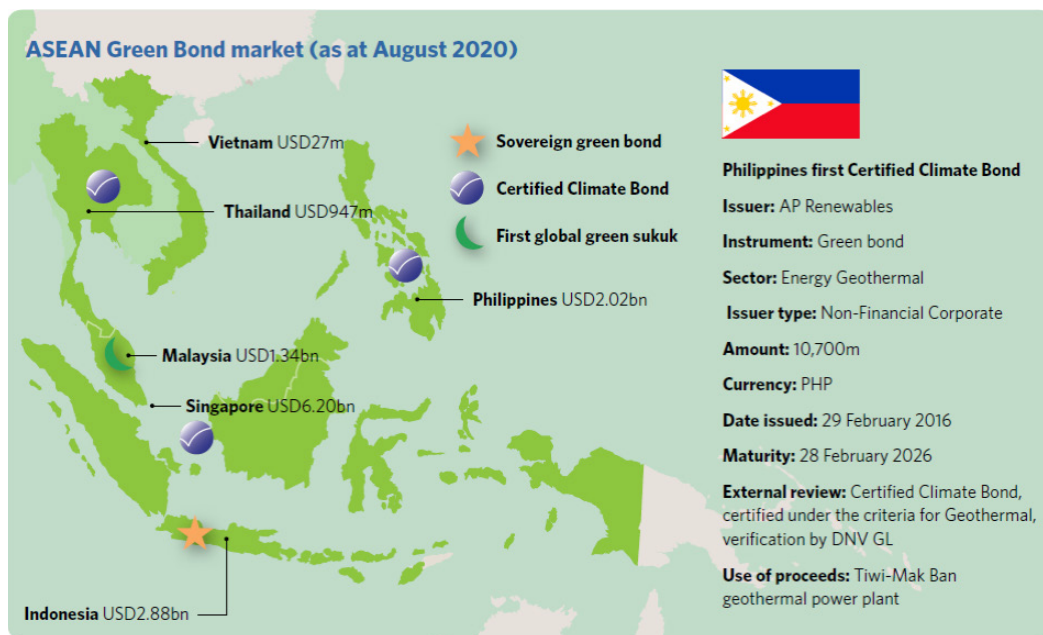 ASEAN Green Bond market (as at August 2020)
Vietnam USD27m
Thailand USD947m
Malaysia USD1.34bn
Singapore USD6.20bn
Indonesia USD2.88bn
Philippines USD2.02bn
Sovereign green bond
Certified Climate Bond
First global green sukuk
Philippines first Certified Climate Bond
Issuer: AP Renewables
Instrument: Green bond
Sector: Energy Geothermal
Issuer type: Non-Financial Corporate
Amount: 10,700m
Currency: PHP
Date issued: 29 February 2016
Maturity: 28 February 2026
External review: Certified Climate Bond,
certified under the criteria for Geothermal,
verification by DNV GL
Use of proceeds: Tiwi-Mak Ban
geothermal power plant